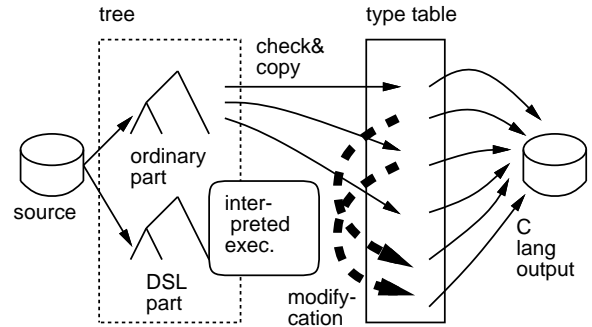 tree
type table
check&
copy
ordinary
part
source
inter-
preted
exec.
DSL
part
modify-
cation
C
lang
output